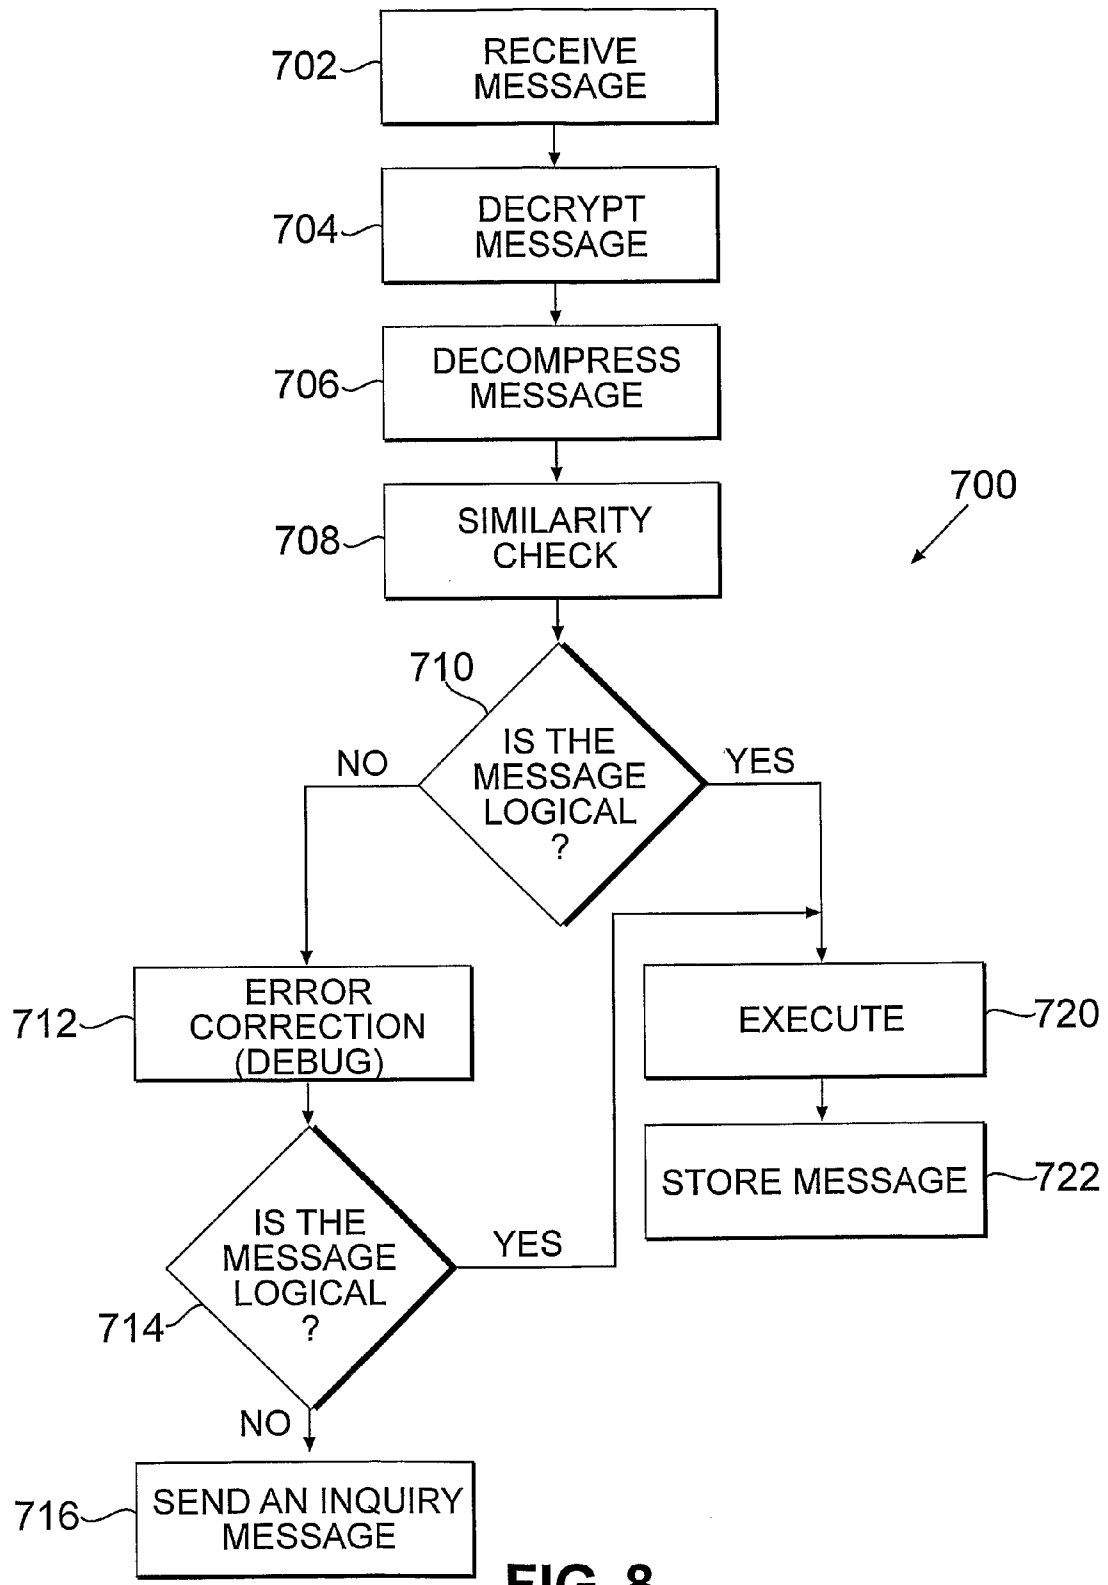 702
RECEIVE
MESSAGE
704
DECRYPT
MESSAGE
706
DECOMPRESS
MESSAGE
708
SIMILARITY
CHECK
700
710
IS THE
MESSAGE
LOGICAL
?
NO
YES
712
ERROR
CORRECTION
(DEBUG)
EXECUTE
720
STORE MESSAGE
722
714
IS THE
MESSAGE
LOGICAL
?
YES
NO
716
SEND AN INQUIRY
MESSAGE
FIG. 8